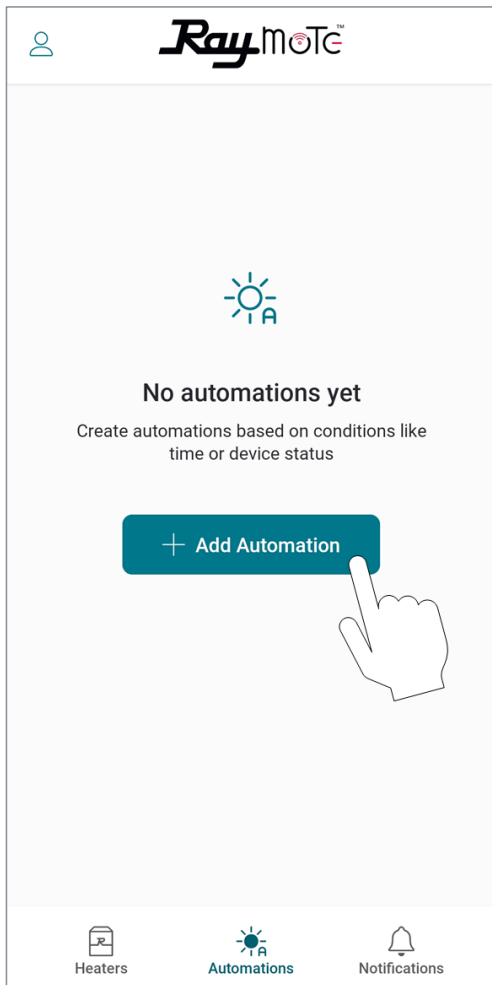 RayMoTe™
No automations yet
Create automations based on conditions like
time or device status
+ Add Automation
Heaters
Automations
Notifications